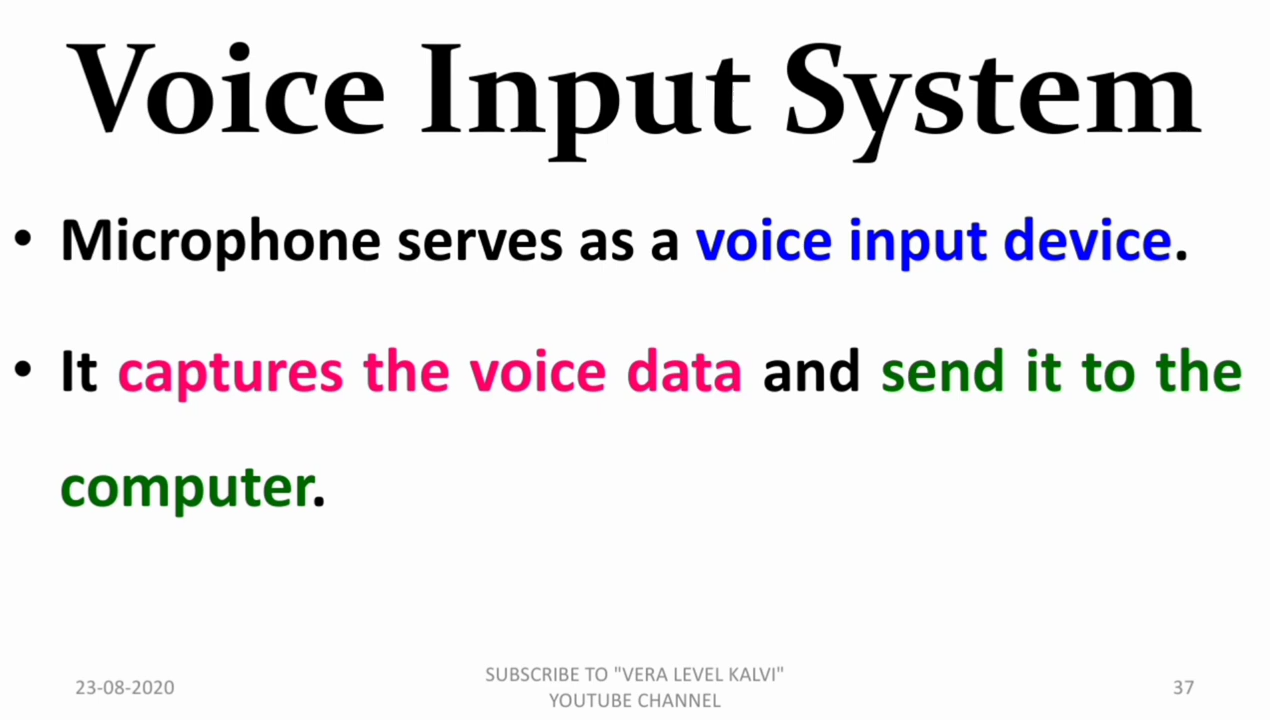 Voice Input System
• Microphone serves as a voice input device.
• It captures the voice data and send it to the
computer.
23-08-2020
SUBSCRIBE TO "VERA LEVEL KALVI"
YOUTUBE CHANNEL
37